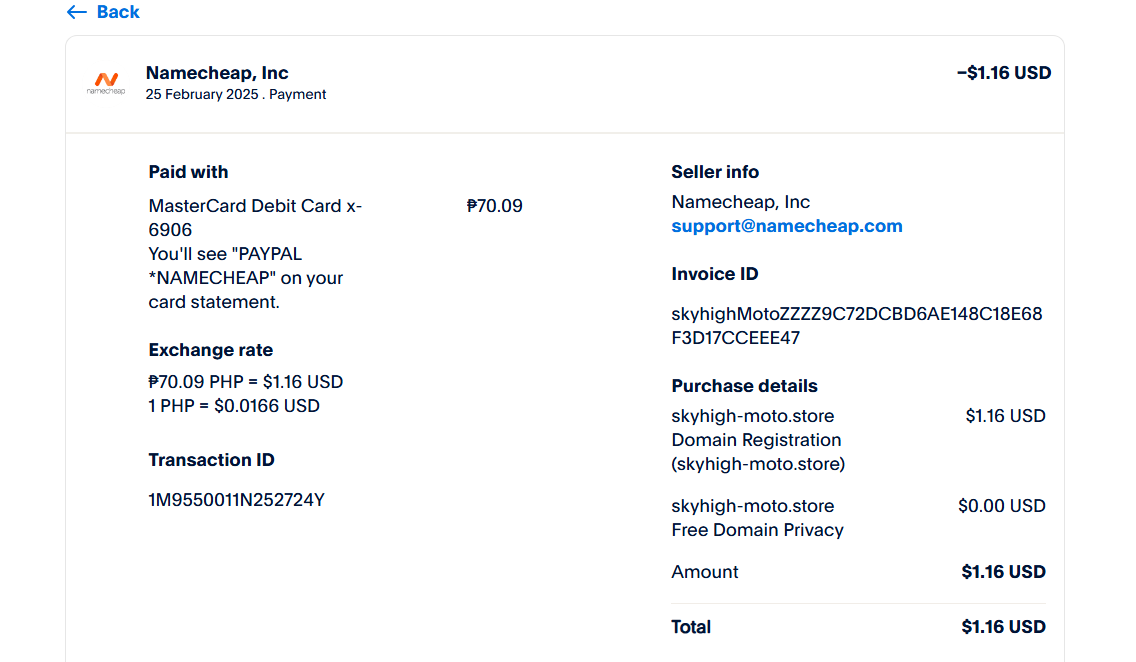 Back
Namecheap, Inc
–$1.16 USD
25 February 2025 . Payment
namecheap
Paid with
MasterCard Debit Card x-
6906
₱70.09
You'll see "PAYPAL
*NAMECHEAP" on your
card statement.
Exchange rate
₱70.09 PHP = $1.16 USD
1 PHP = $0.0166 USD
Transaction ID
1M9550011N252724Y
Seller info
Namecheap, Inc
support@namecheap.com
Invoice ID
skyhighMotoZZZZ9C72DCBD6AE148C18E68
F3D17CCEEE47
Purchase details
skyhigh-moto.store
$1.16 USD
Domain Registration
(skyhigh-moto.store)
skyhigh-moto.store
$0.00 USD
Free Domain Privacy
Amount
$1.16 USD
Total
$1.16 USD